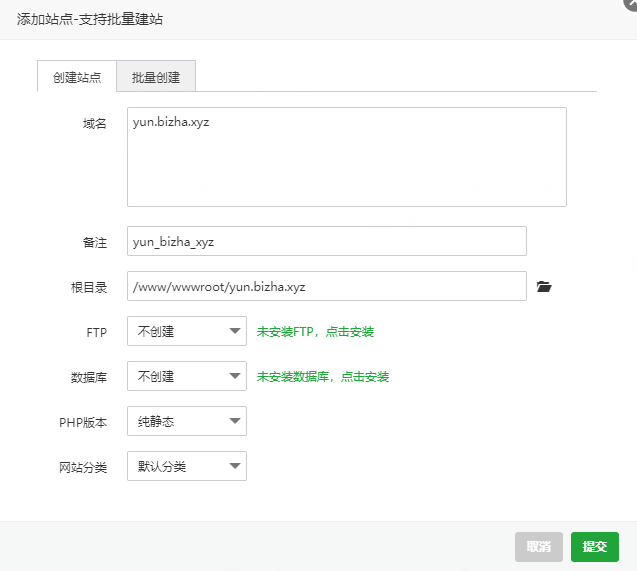 添加站点-支持批量建站
创建站点 批量创建
域名 yun.bizha.xyz
备注 yun_bizha_xyz
根目录 /www/wwwroot/yun.bizha.xyz
FTP 不创建 未安装FTP，点击安装
数据库 不创建 未安装数据库，点击安装
PHP版本 纯静态
网站分类 默认分类
取消 提交